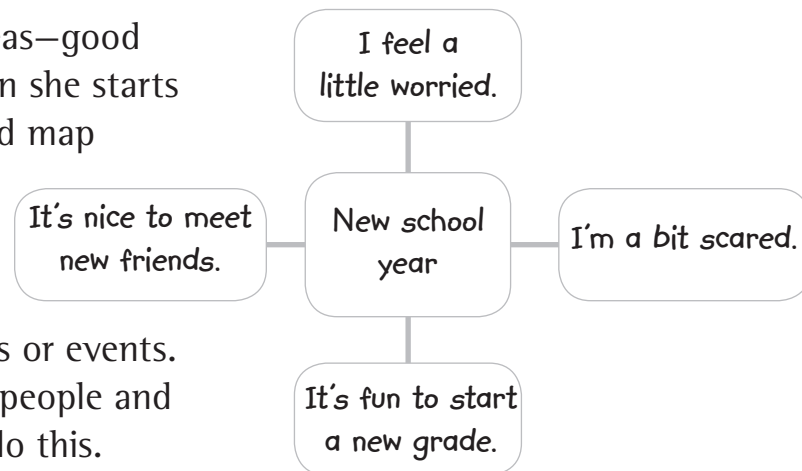 as—good
n she starts
d map
s or events.
people and
lo this.
I feel a
little worried.
It's nice to meet
new friends.
New school
year
I'm a bit scared.
It's fun to start
a new grade.